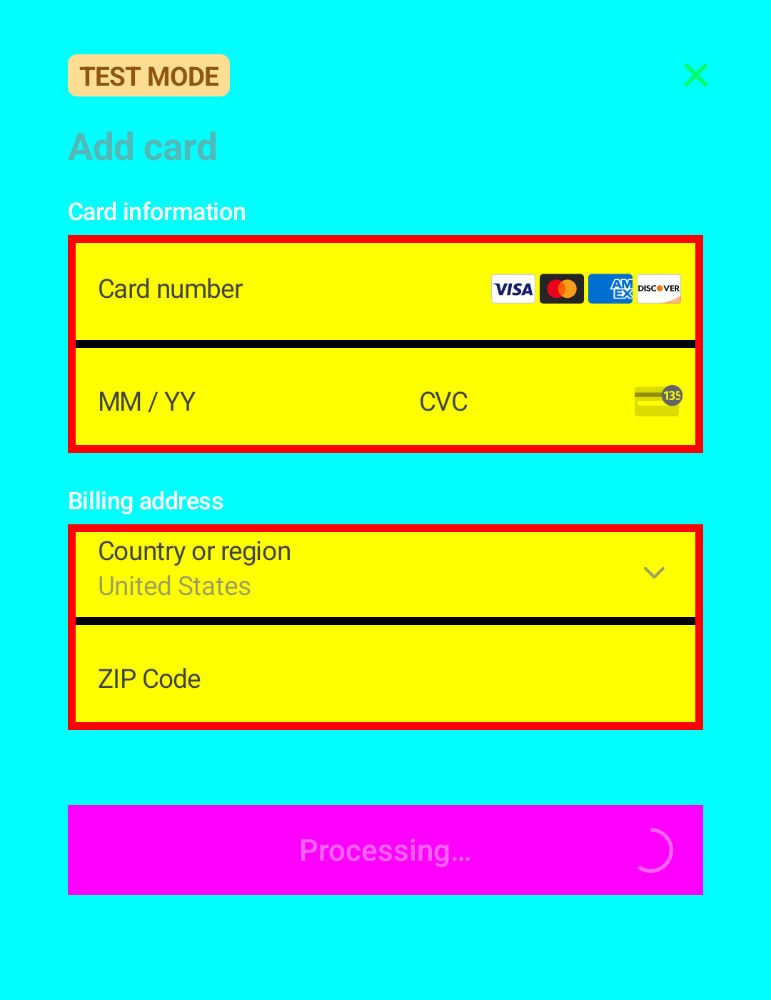 TEST MODE
Add card
Card information
Card number
VISA
AM
EX
DISCOVER
MM / YY
CVC
135
Billing address
Country or region
United States
ZIP Code
Processing…